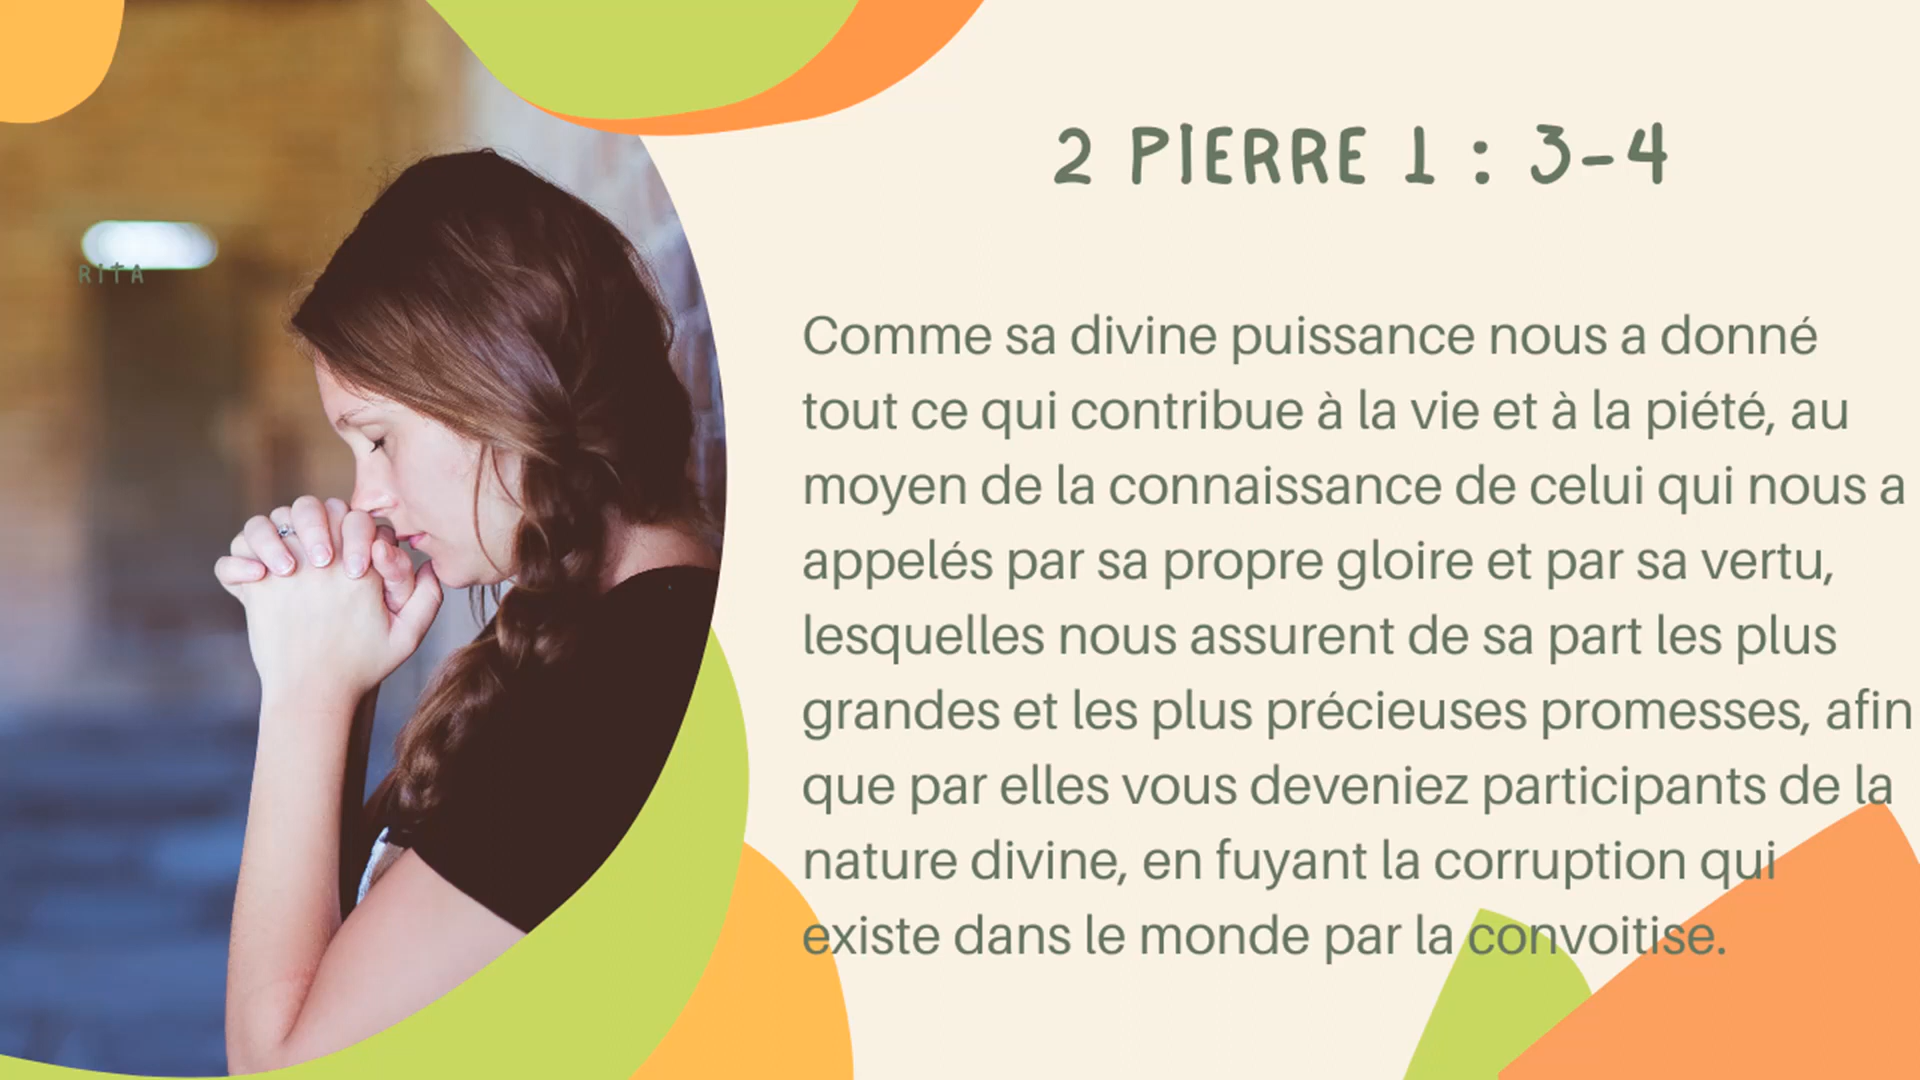 2 PIERRE 1 : 3-4
RITA
Comme sa divine puissance nous a donné
tout ce qui contribue à la vie et à la piété, au
moyen de la connaissance de celui qui nous a
appelés par sa propre gloire et par sa vertu,
lesquelles nous assurent de sa part les plus
grandes et les plus précieuses promesses, afin
que par elles vous deveniez participants de la
nature divine, en fuyant la corruption qui
existe dans le monde par la convoitise.